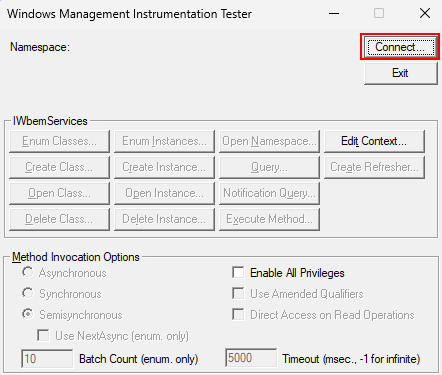 Windows Management Instrumentation Tester
Namespace:
Connect...
Exit
IWbemServices
Enum Classes... Enum Instances... Open Namespace... Edit Context...
Create Class... Create Instance... Query... Create Refresher...
Open Class... Open Instance... Notification Query...
Delete Class... Delete Instance... Execute Method...
Method Invocation Options
Asynchronous Enable All Privileges
Synchronous Use Amended Qualifiers
Semisynchronous Direct Access on Read Operations
Use NextAsync (enum. only)
10 Batch Count (enum. only) 5000 Timeout (msec., -1 for infinite)